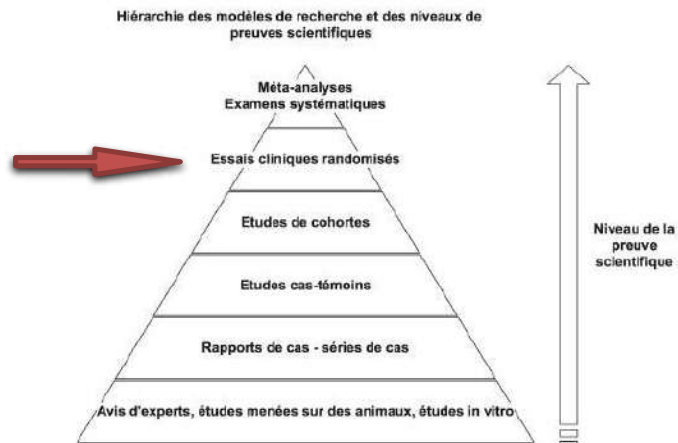 Hiérarchie des modèles de recherche et des niveaux de
preuves scientifiques
Méta-analyses
Examens systématiques
Essais cliniques randomisés
Etudes de cohortes
Etudes cas-témoins
Rapports de cas - séries de cas
Avis d'experts, études menées sur des animaux, études in vitro
Niveau de la
preuve
scientifique